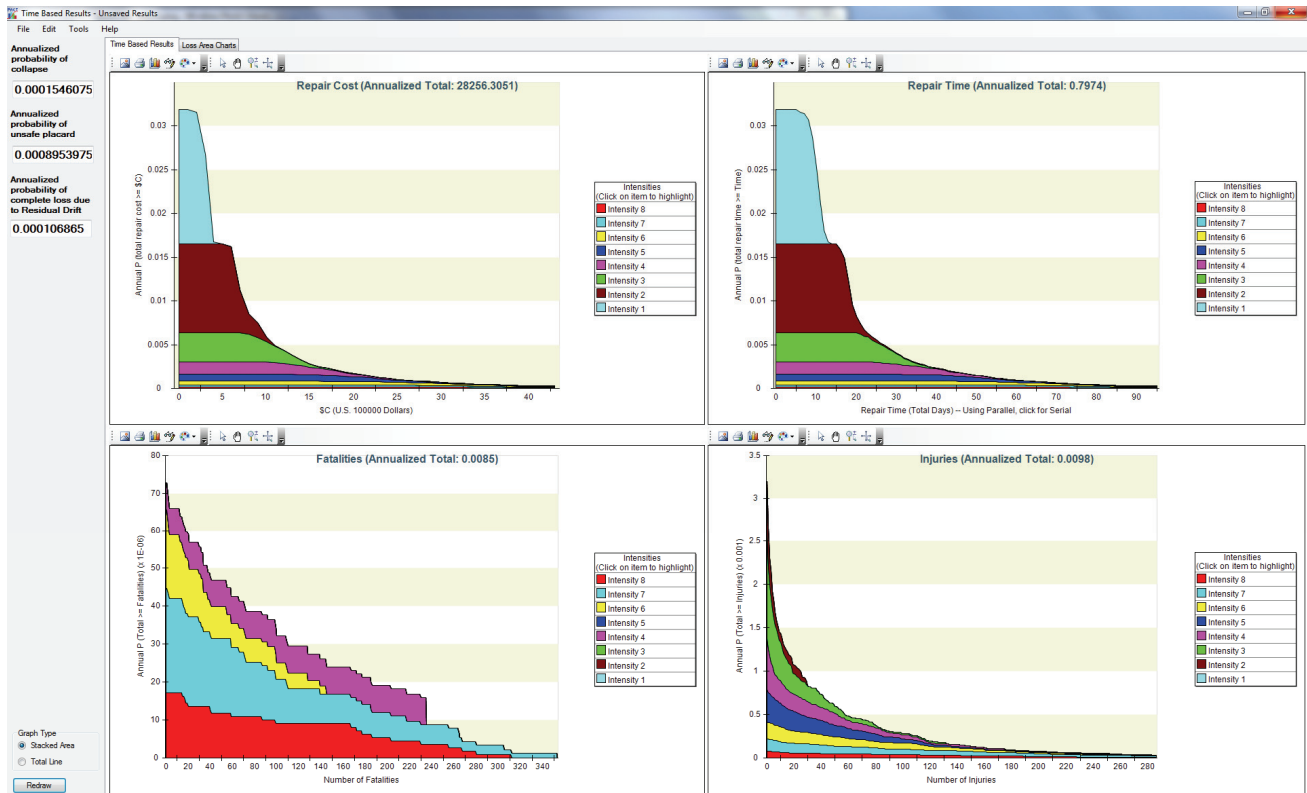 Time Based Results - Unsaved Results
File Edit Tools Help
Annualized
probability of
collapse
0.0001546075
Annualized
probability of
unsafe placard
0.0008953975
Annualized
probability of
complete loss due
to Residual Drift
0.000106865
Graph Type
Stacked Area
Total Line
Redraw
Time Based Results Loss Area Charts
Repair Cost (Annualized Total: 28256.3051)
Annual P (total repair cost >= $C)
0.03
0.025
0.02
0.015
0.01
0.005
0
0 5 10 15 20 25 30 35 40
$C (U.S. 100000 Dollars)
Intensities
(Click on item to highlight)
Intensity 8
Intensity 7
Intensity 6
Intensity 5
Intensity 4
Intensity 3
Intensity 2
Intensity 1
Repair Time (Annualized Total: 0.7974)
Annual P (total repair time >= Time)
0.03
0.025
0.02
0.015
0.01
0.005
0
0 10 20 30 40 50 60 70 80 90
Repair Time (Total Days) -- Using Parallel, click for Serial
Intensities
(Click on item to highlight)
Intensity 8
Intensity 7
Intensity 6
Intensity 5
Intensity 4
Intensity 3
Intensity 2
Intensity 1
Fatalities (Annualized Total: 0.0085)
Annual P (Total >= Fatalities) (x 1E-06)
80
70
60
50
40
30
20
10
0
0 20 40 60 80 100 120 140 160 180 200 220 240 260 280 300 320 340
Number of Fatalities
Intensities
(Click on item to highlight)
Intensity 8
Intensity 7
Intensity 6
Intensity 5
Intensity 4
Intensity 3
Intensity 2
Intensity 1
Injuries (Annualized Total: 0.0098)
Annual P (Total >= Injuries) (x 0.001)
3.5
3
2.5
2
1.5
1
0.5
0
0 20 40 60 80 100 120 140 160 180 200 220 240 260 280
Number of Injuries
Intensities
(Click on item to highlight)
Intensity 8
Intensity 7
Intensity 6
Intensity 5
Intensity 4
Intensity 3
Intensity 2
Intensity 1